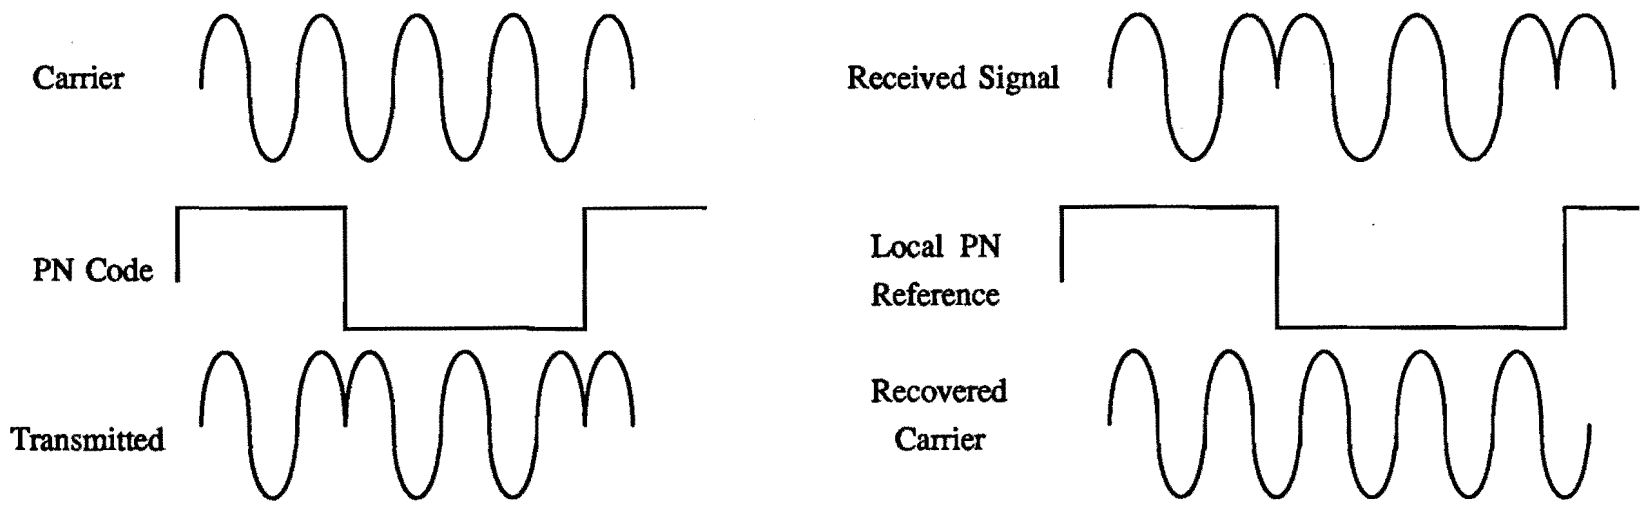 Carrier
PN Code
Transmitted
Received Signal
Local PN
Reference
Recovered
Carrier